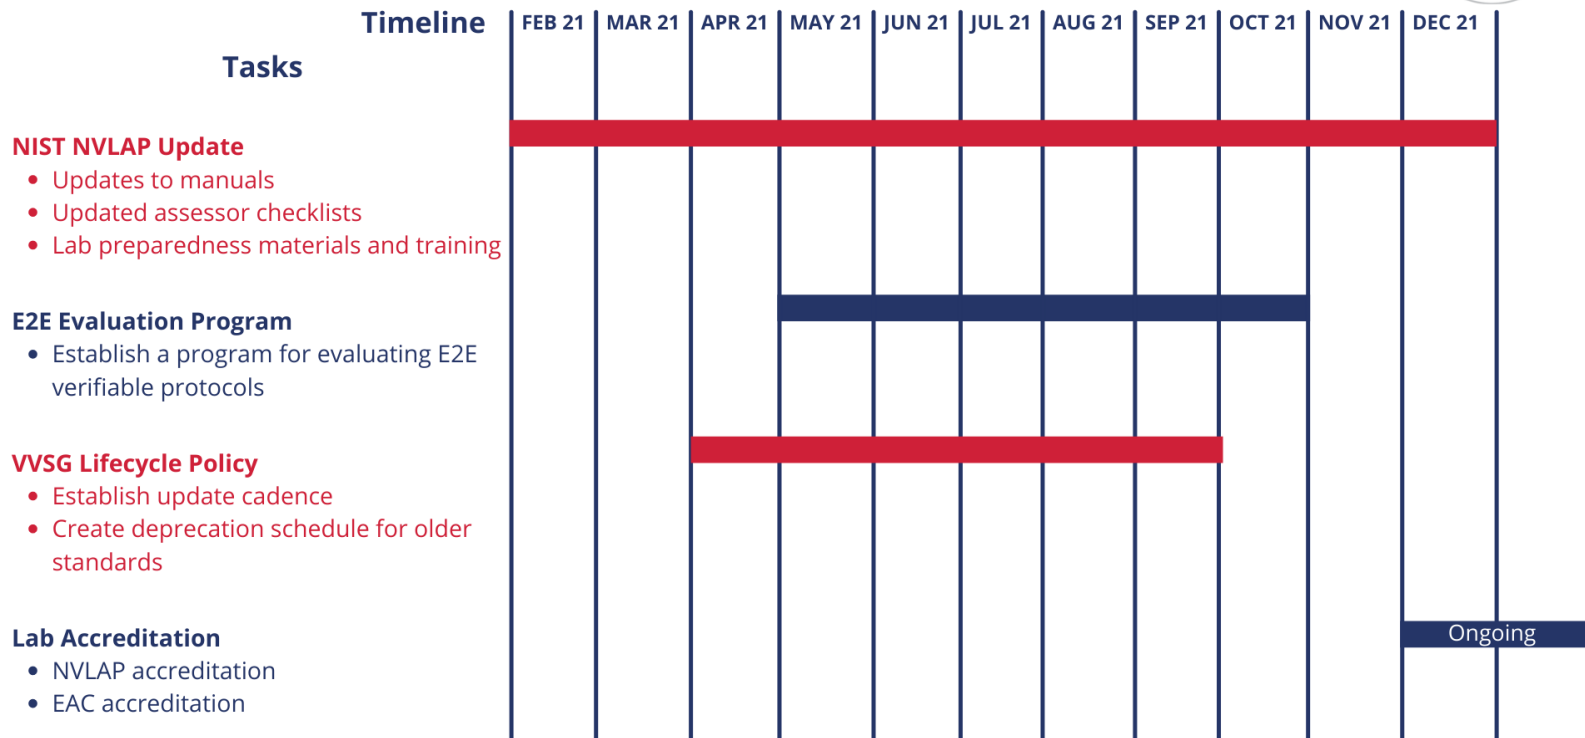 Timeline FEB 21 MAR 21 APR 21 MAY 21 JUN 21 JUL 21 AUG 21 SEP 21 OCT 21 NOV 21 DEC 21
Tasks
NIST NVLAP Update
• Updates to manuals
• Updated assessor checklists
• Lab preparedness materials and training
E2E Evaluation Program
• Establish a program for evaluating E2E
verifiable protocols
VVSG Lifecycle Policy
• Establish update cadence
• Create deprecation schedule for older
standards
Lab Accreditation
Ongoing
• NVLAP accreditation
• EAC accreditation